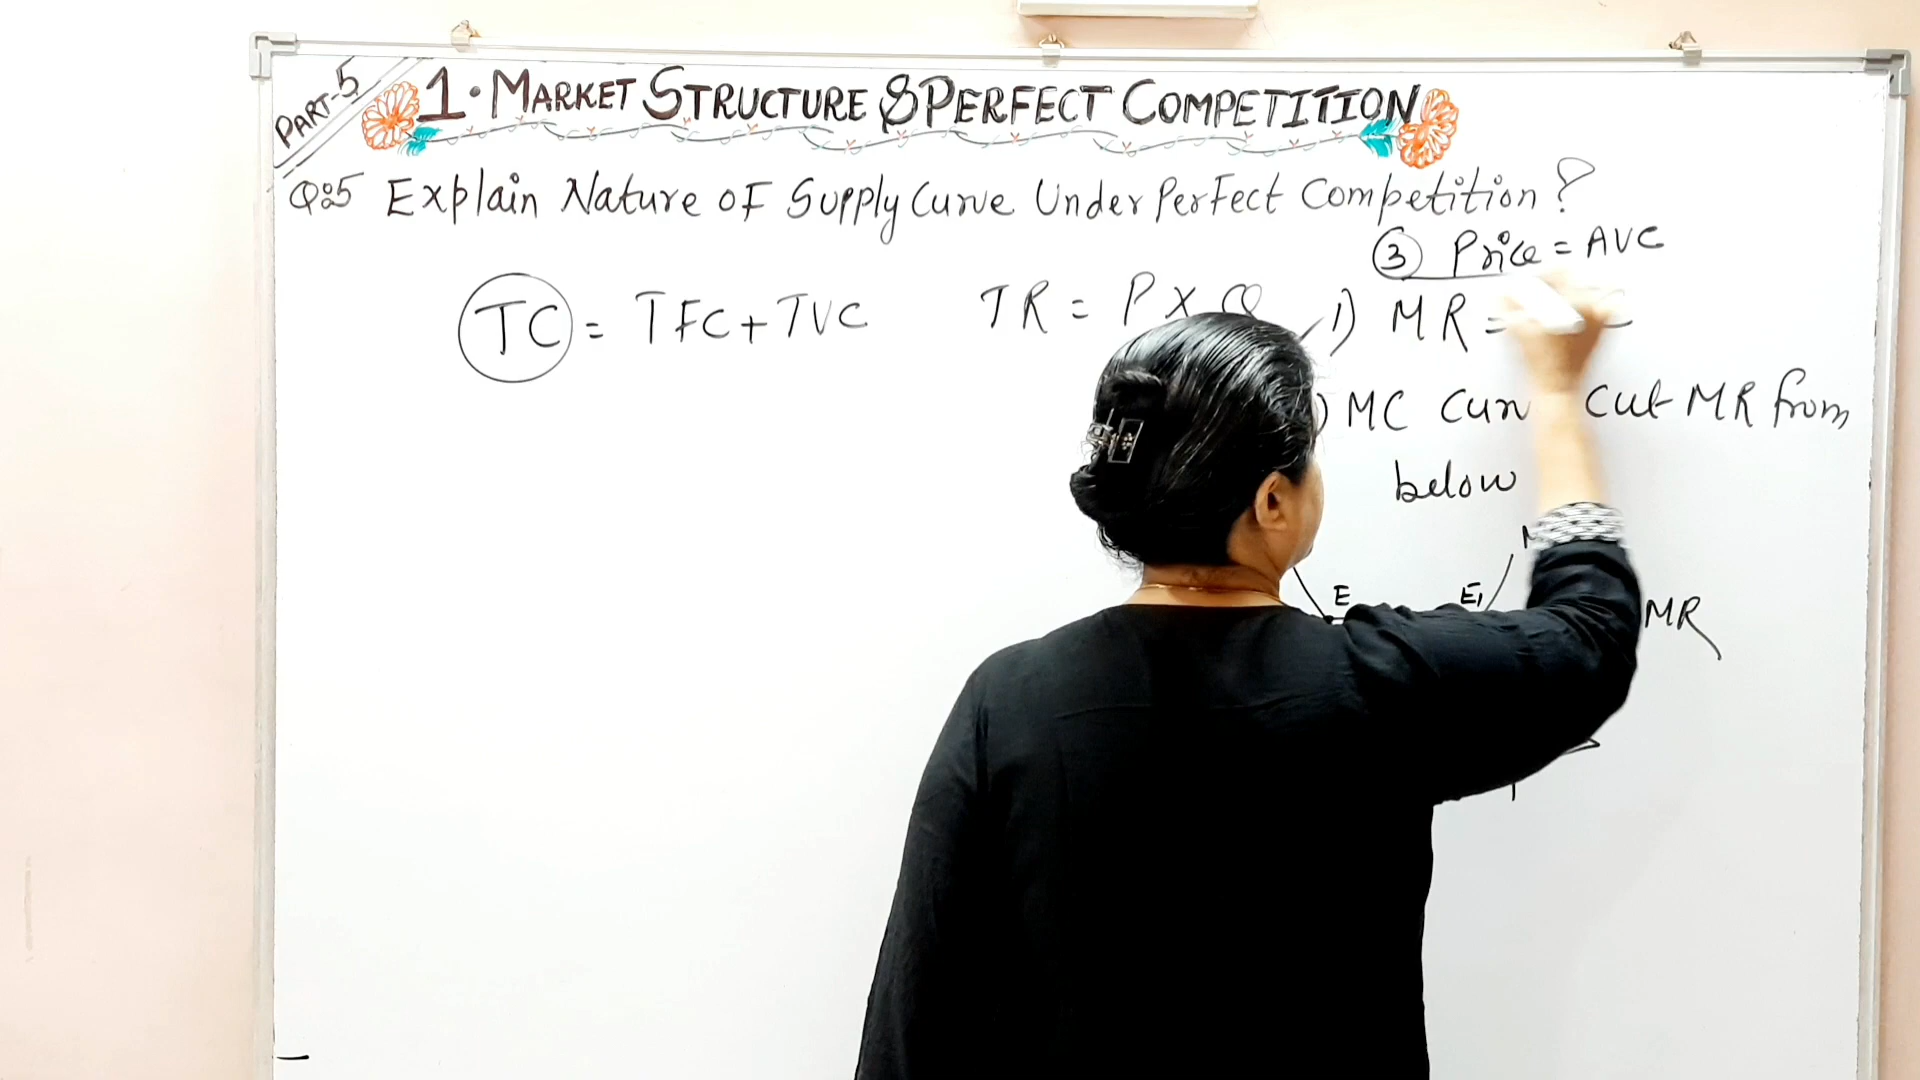 PART-5
1. MARKET STRUCTURE & PERFECT COMPETITION
Q:5 Explain Nature OF Supply Curve Under Perfect Competition?
③ Price = AVC
TC = TFC + TVC
TR = P X Q
1) MR =
) MC cut MR from
below
E
E1
MR